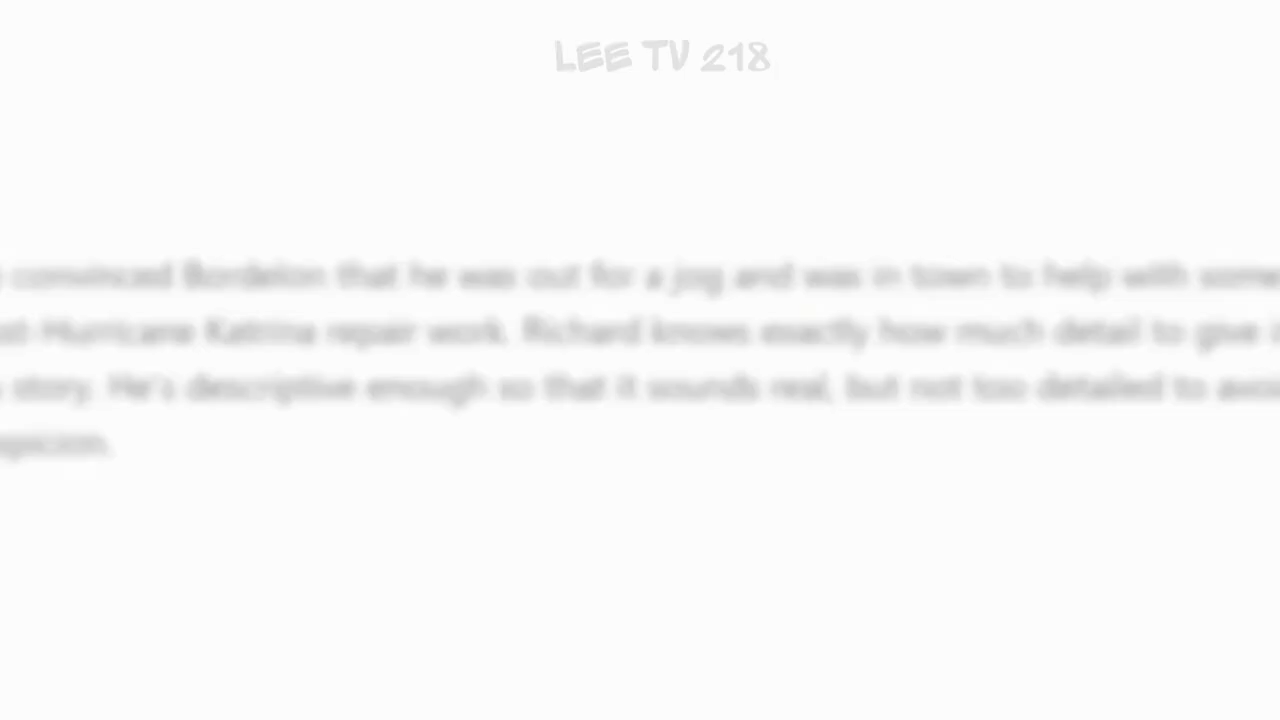 LEE TV 218
convinced Bordelon that he was out for a jog and was in town to help with some
Hurricane Katrina repair work. Richard knows exactly how much detail to give
story. He's descriptive enough so that it sounds real, but not too detailed to